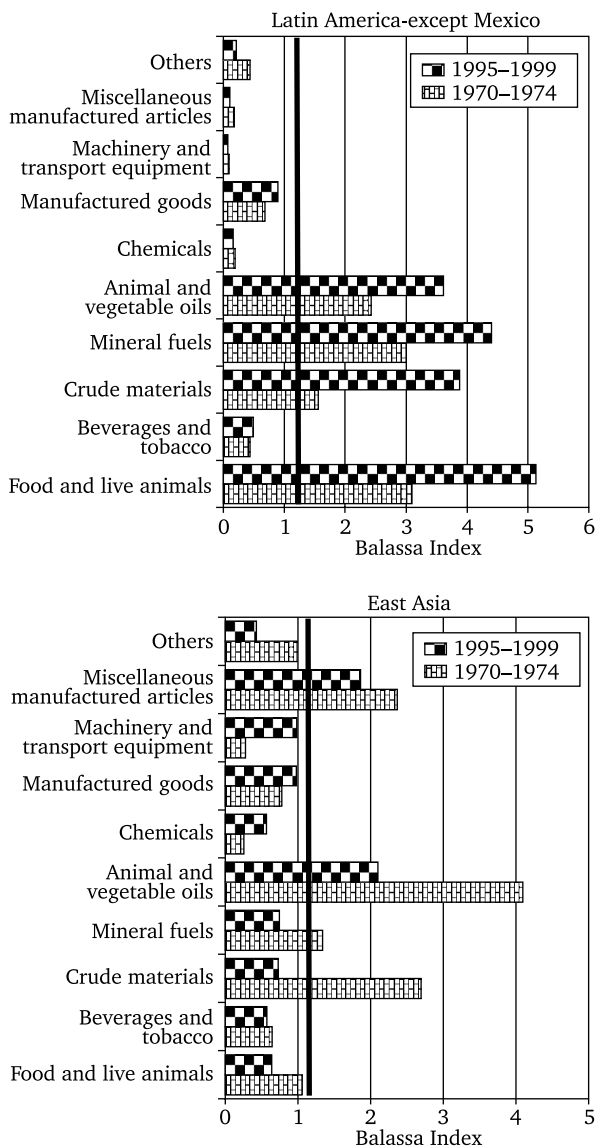 Latin America-except Mexico
1995–1999
1970–1974
Others
Miscellaneous
manufactured articles
Machinery and
transport equipment
Manufactured goods
Chemicals
Animal and
vegetable oils
Mineral fuels
Crude materials
Beverages and
tobacco
Food and live animals
0 1 2 3 4 5 6
Balassa Index
East Asia
1995–1999
1970–1974
Others
Miscellaneous
manufactured articles
Machinery and
transport equipment
Manufactured goods
Chemicals
Animal and
vegetable oils
Mineral fuels
Crude materials
Beverages and
tobacco
Food and live animals
0 1 2 3 4 5
Balassa Index